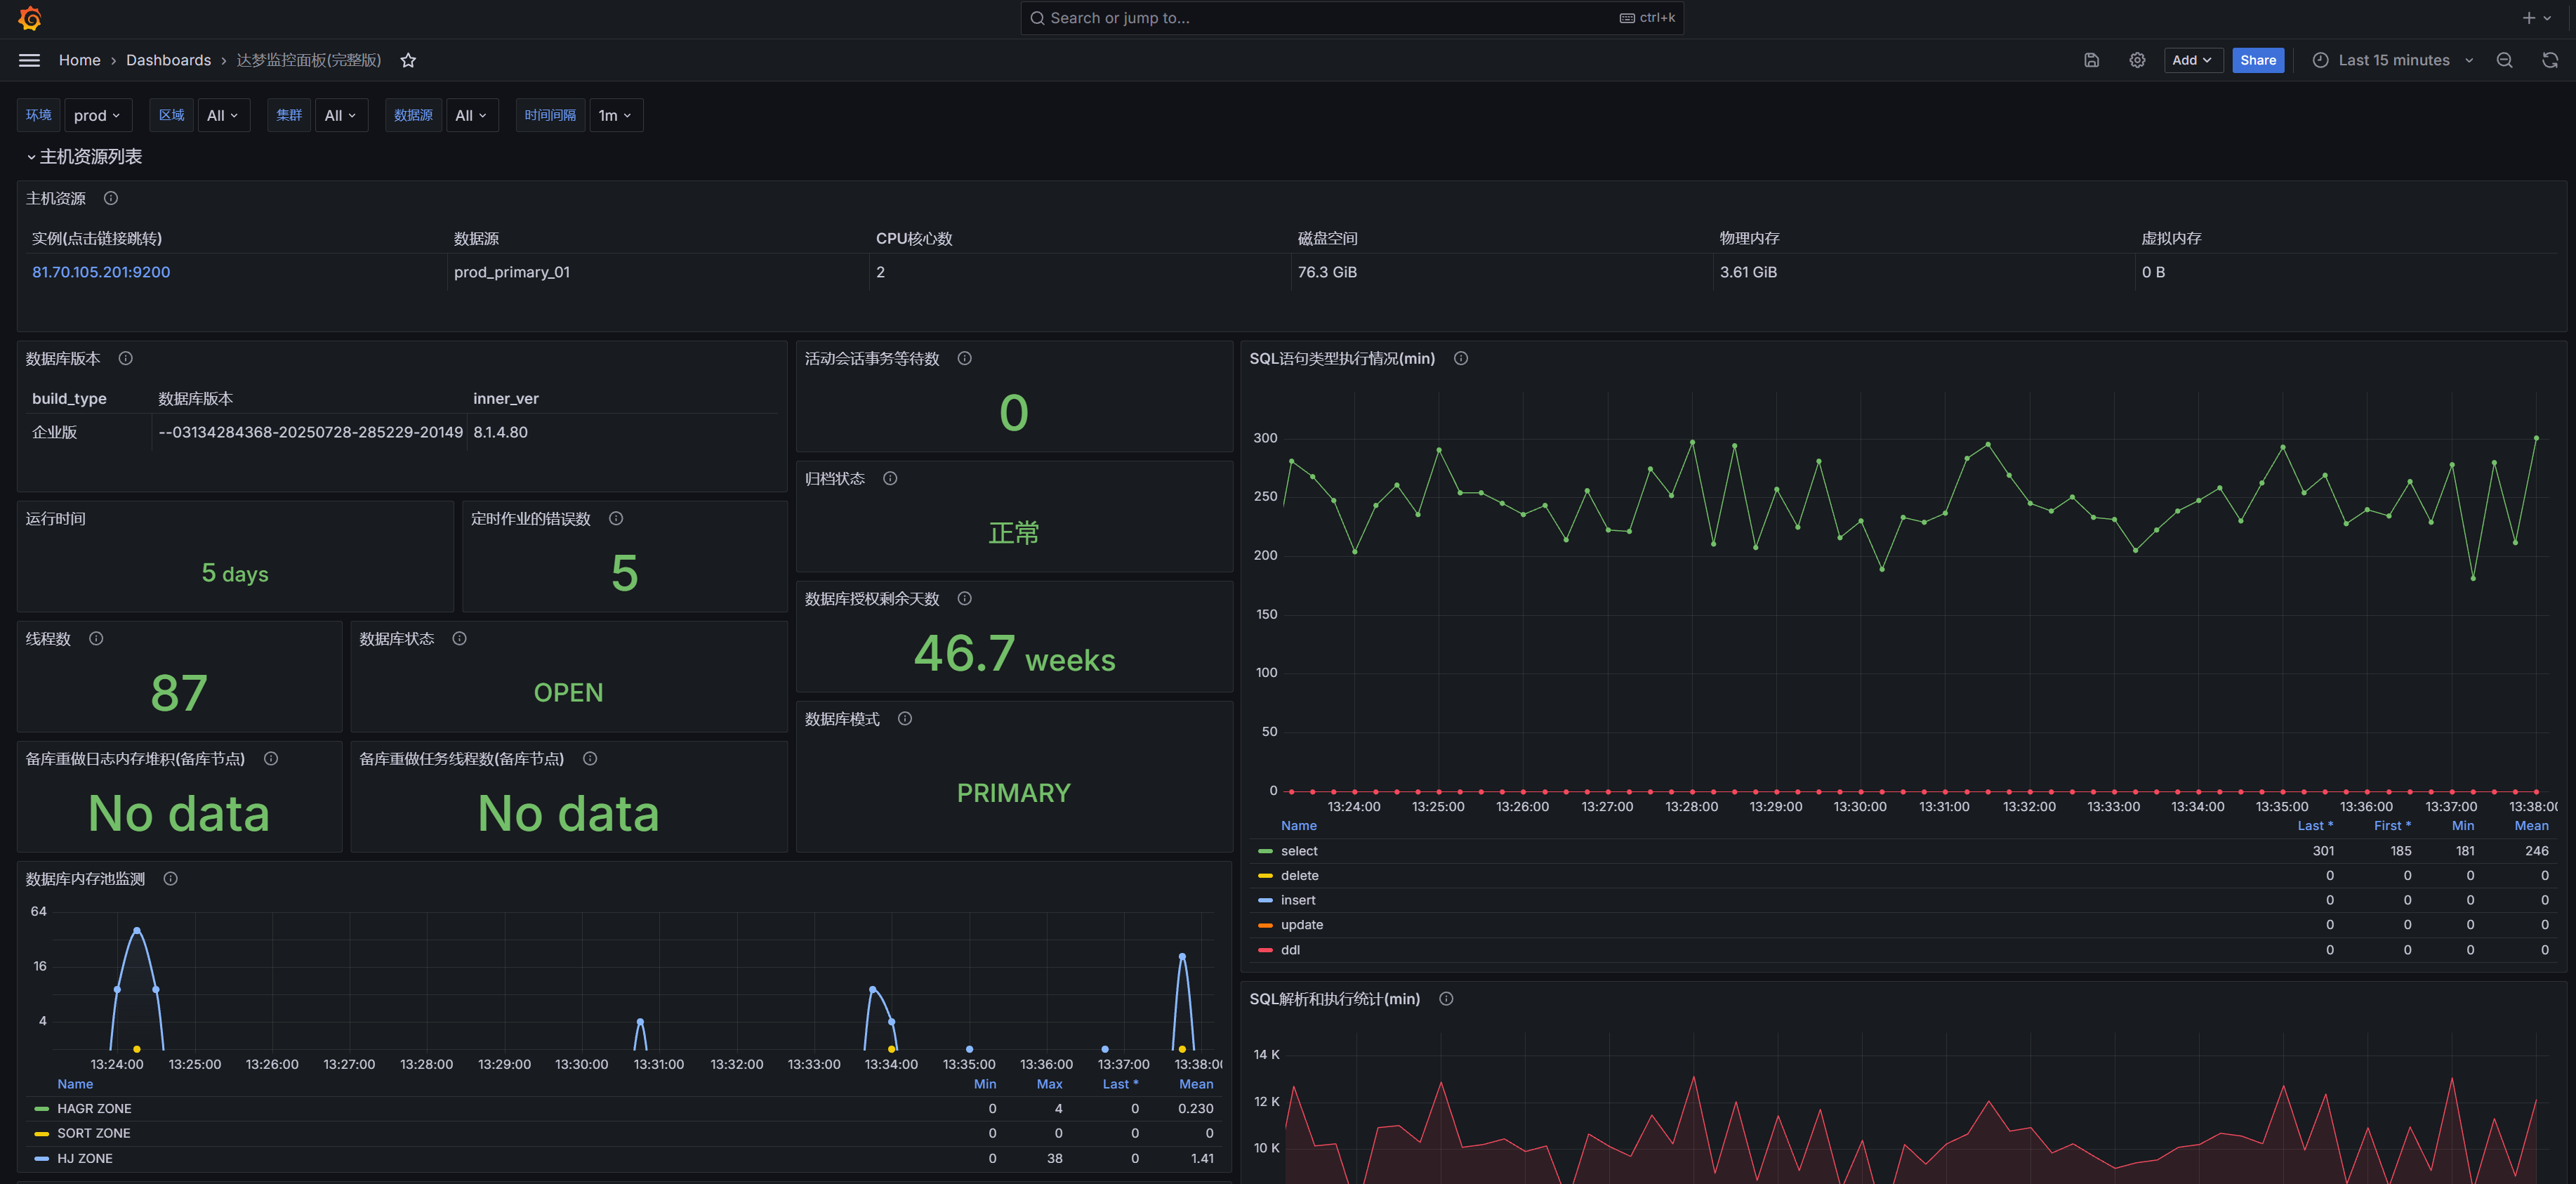 Search or jump to...
ctrl+k
Home › Dashboards › 达梦监控面板(完整版)
Add
Share
Last 15 minutes
环境 prod 区域 All 集群 All 数据源 All 时间间隔 1m
主机资源列表
主机资源
实例(点击链接跳转) 数据源 CPU核心数 磁盘空间 物理内存 虚拟内存
81.70.105.201:9200 prod_primary_01 2 76.3 GiB 3.61 GiB 0 B
数据库版本
build_type 数据库版本 inner_ver
企业版 --03134284368-20250728-285229-20149 8.1.4.80
运行时间
5 days
定时作业的错误数
5
线程数
87
数据库状态
OPEN
备库重做日志内存堆积(备库节点)
No data
备库重做任务线程数(备库节点)
No data
活动会话事务等待数
0
归档状态
正常
数据库授权剩余天数
46.7 weeks
数据库模式
PRIMARY
数据库内存池监测
64
16
4
13:24:00 13:25:00 13:26:00 13:27:00 13:28:00 13:29:00 13:30:00 13:31:00 13:32:00 13:33:00 13:34:00 13:35:00 13:36:00 13:37:00 13:38:00
Name Min Max Last * Mean
HAGR ZONE 0 4 0 0.230
SORT ZONE 0 0 0 0
HJ ZONE 0 38 0 1.41
SQL语句类型执行情况(min)
300
250
200
150
100
50
0
13:24:00 13:25:00 13:26:00 13:27:00 13:28:00 13:29:00 13:30:00 13:31:00 13:32:00 13:33:00 13:34:00 13:35:00 13:36:00 13:37:00 13:38:00
Name Last * First * Min Mean
select 301 185 181 246
delete 0 0 0 0
insert 0 0 0 0
update 0 0 0 0
ddl 0 0 0 0
SQL解析和执行统计(min)
14 K
12 K
10 K